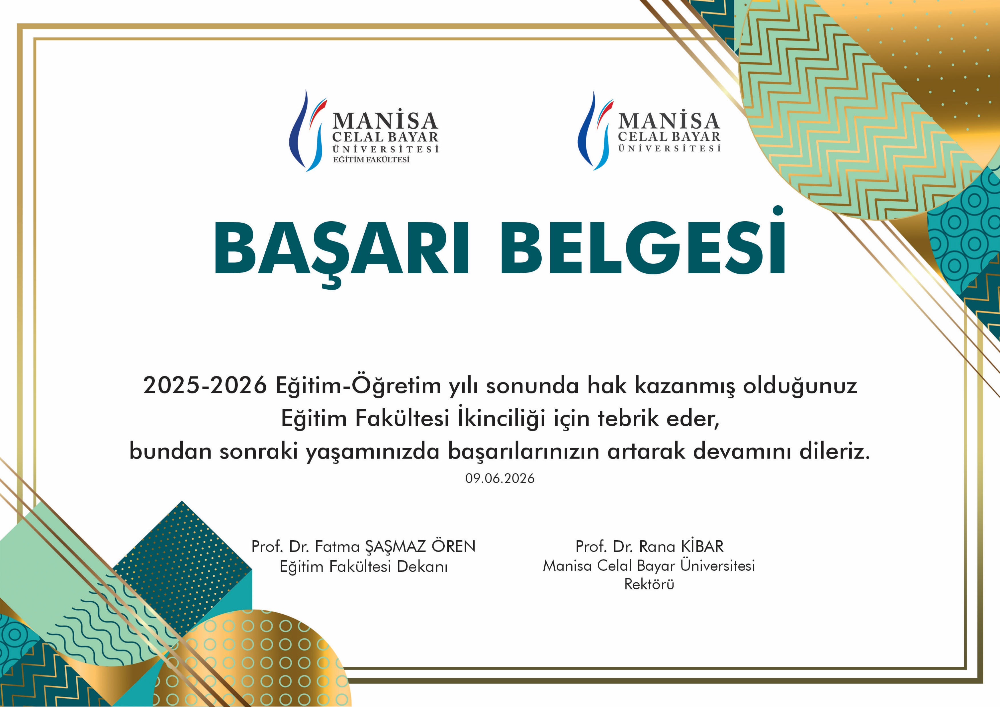 MANİSA
CELAL BAYAR
ÜNİVERSİTESİ
EĞİTİM FAKÜLTESİ
MANİSA
CELAL BAYAR
ÜNİVERSİTESİ
BAŞARI BELGESİ
2025-2026 Eğitim-Öğretim yılı sonunda hak kazanmış olduğunuz
Eğitim Fakültesi İkinciliği için tebrik eder,
bundan sonraki yaşamınızda başarılarınızın artarak devamını dileriz.
09.06.2026
Prof. Dr. Fatma ŞAŞMAZ ÖREN
Eğitim Fakültesi Dekanı
Prof. Dr. Rana KİBAR
Manisa Celal Bayar Üniversitesi
Rektörü